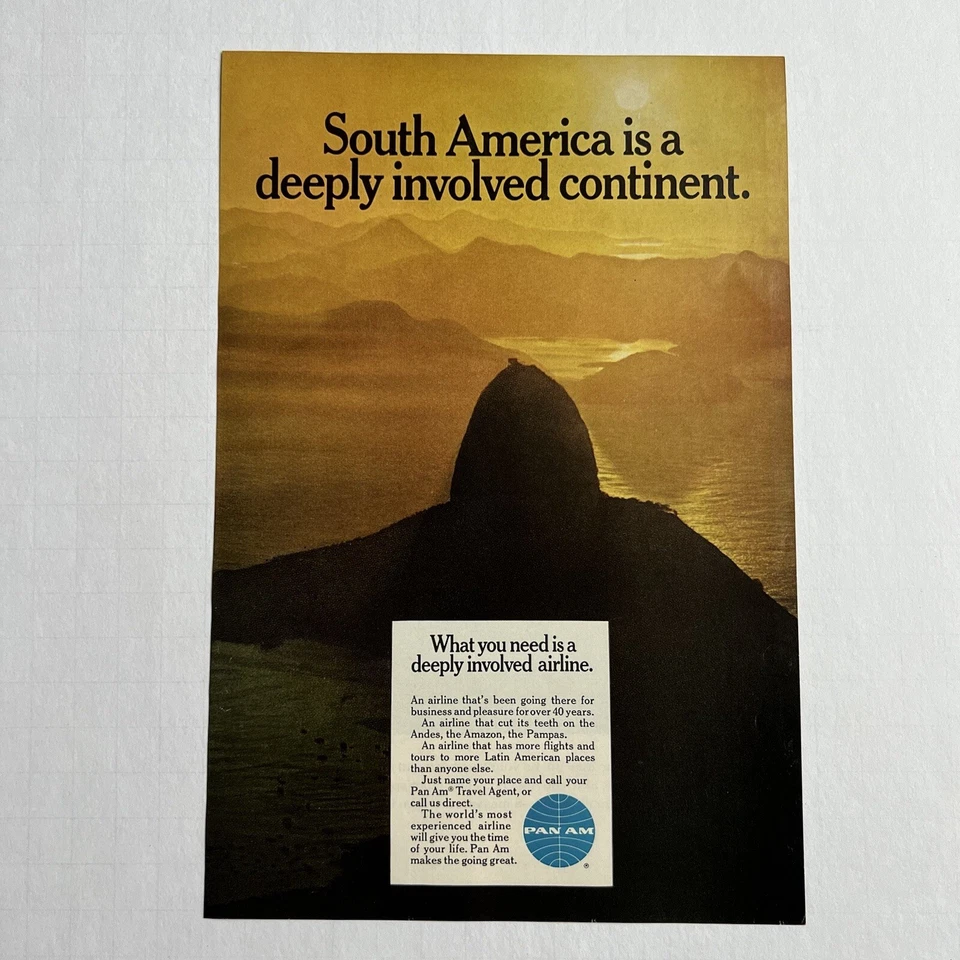 South America is a
deeply involved continent.
What you need is a
deeply involved airline.
An airline that's been going there for
business and pleasure for over 40 years.
An airline that cut its teeth on the
Andes, the Amazon, the Pampas.
An airline that has more flights and
tours to more Latin American places
than anyone else.
Just name your place and call your
Pan Am® Travel Agent, or
call us direct.
The world's most
experienced airline
will give you the time
of your life. Pan Am
makes the going great.
PAN AM
®